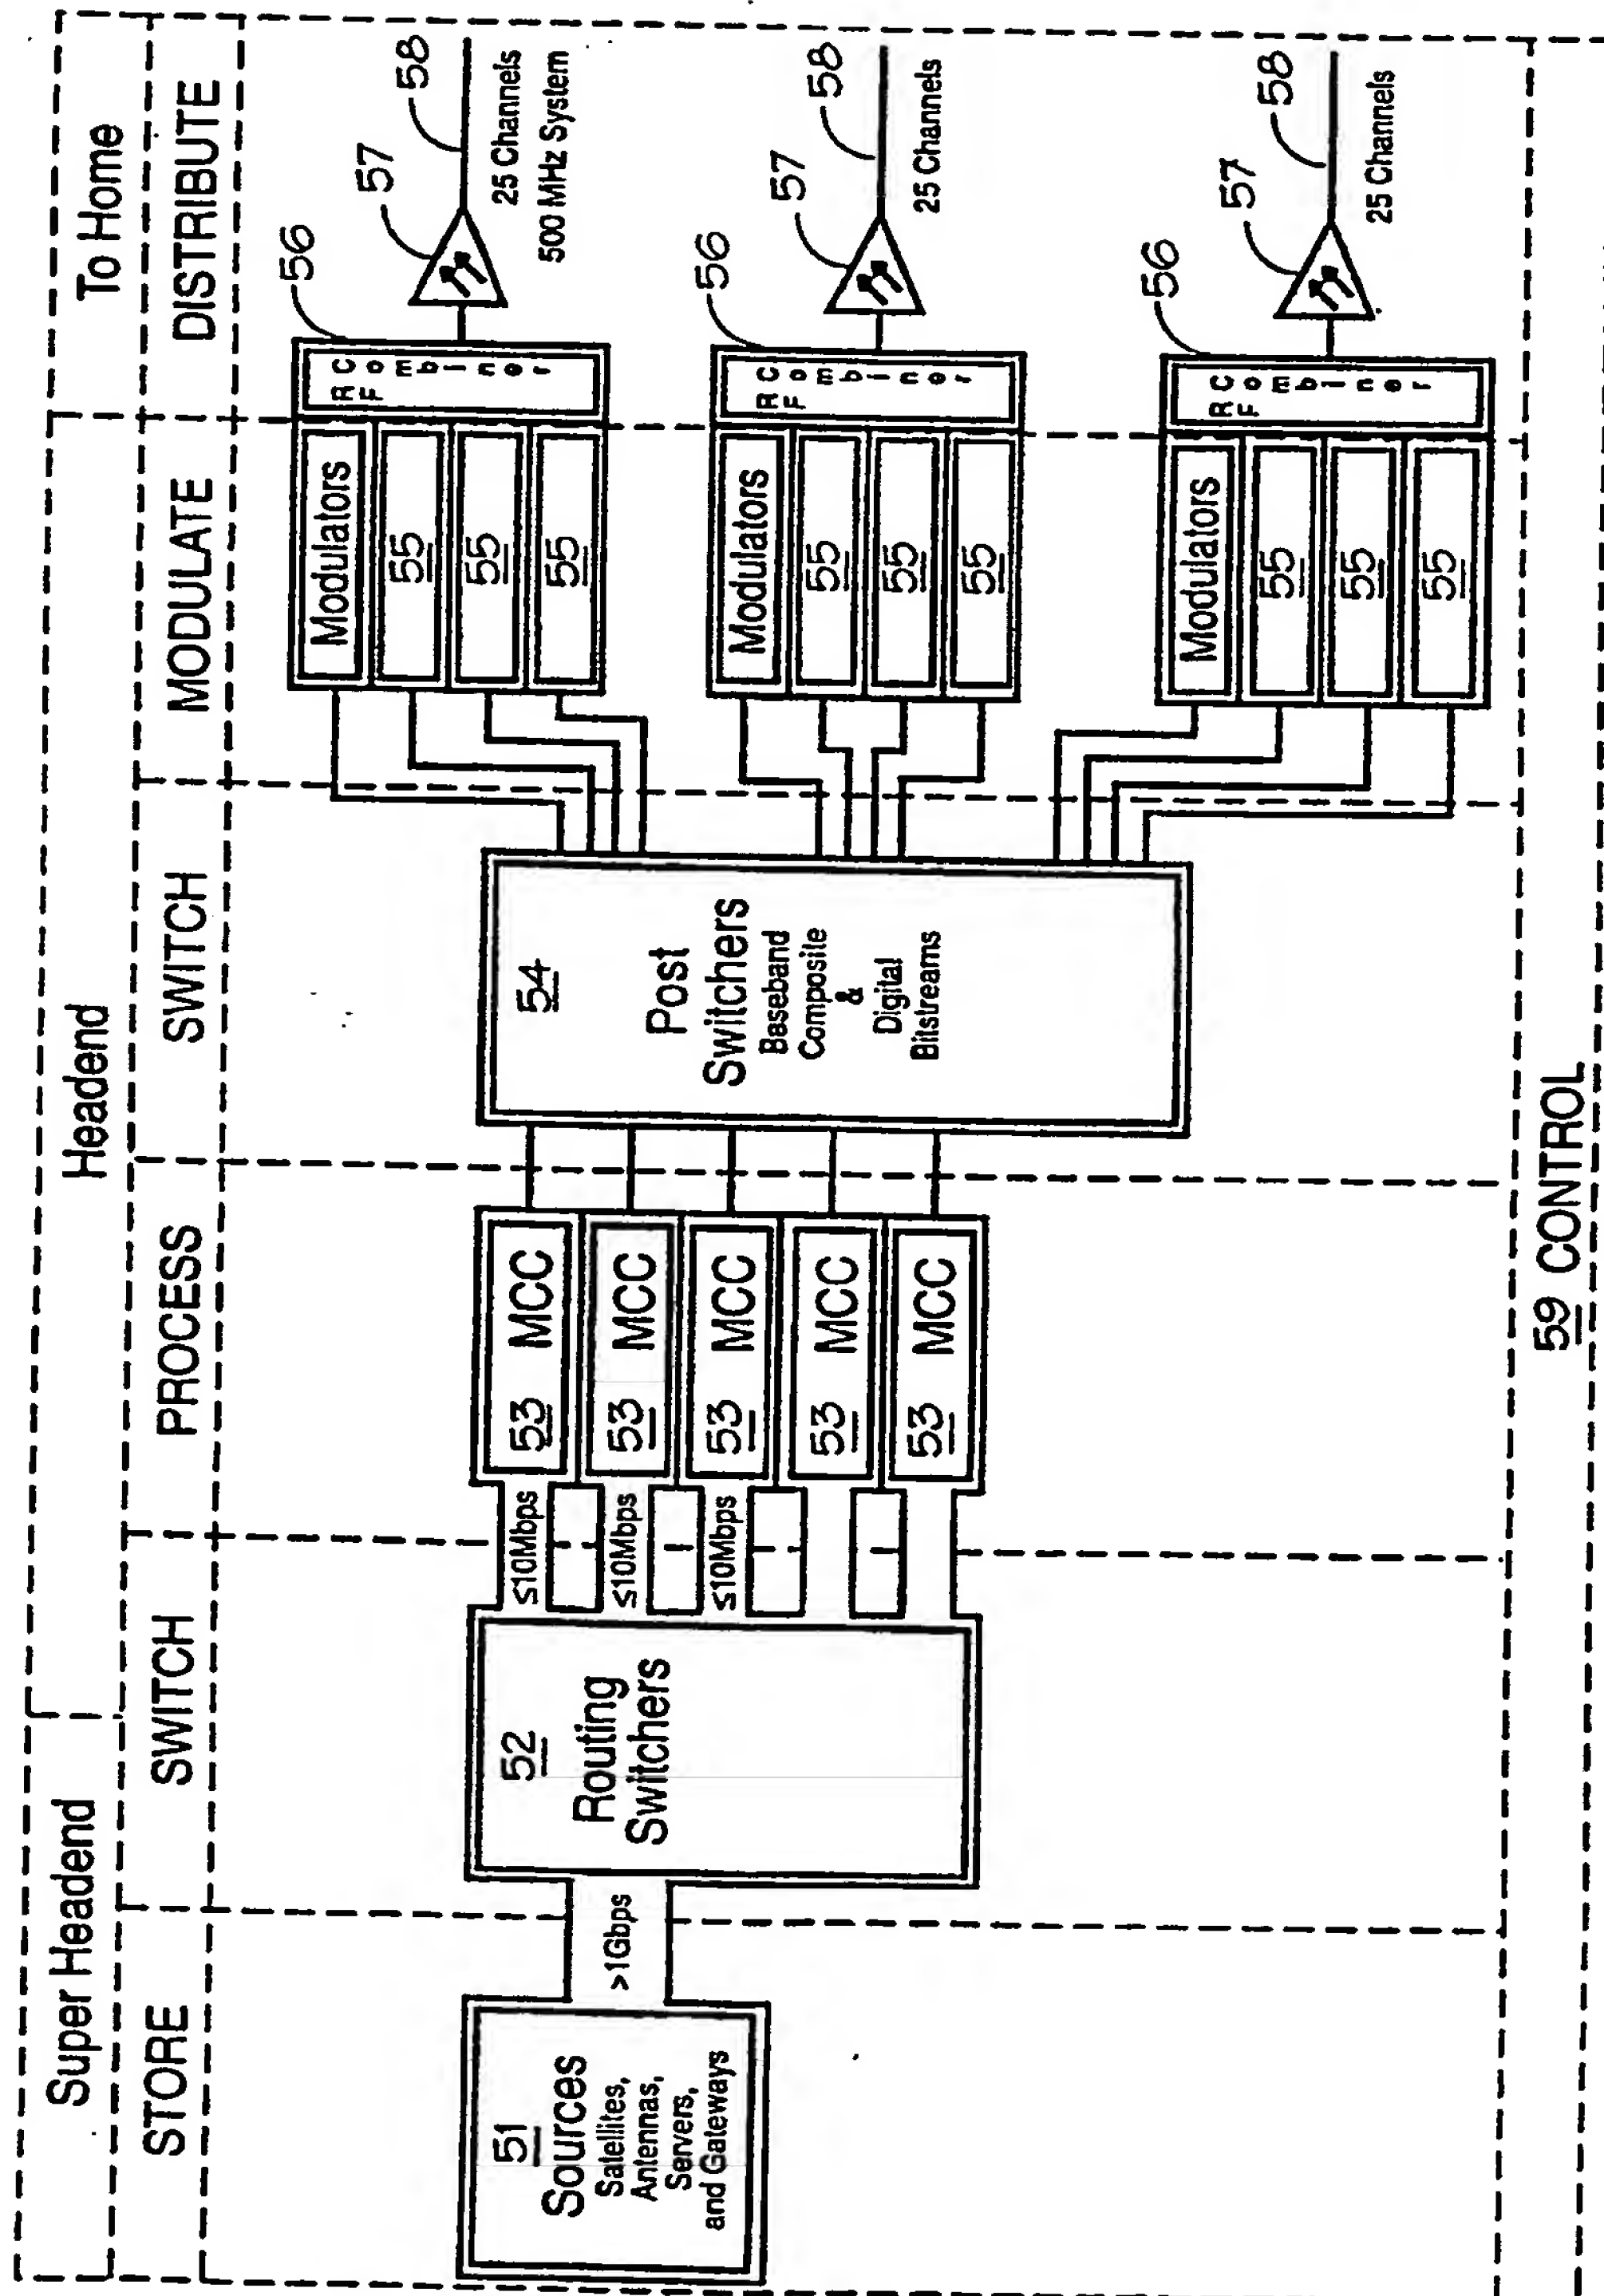 Super Headend
Headend
To Home
STORE
SWITCH
PROCESS
SWITCH
MODULATE
DISTRIBUTE
51
Sources
Satellites,
Antennas,
Servers,
and Gateways
>1Gbps
52
Routing
Switchers
≤10Mbps
≤10Mbps
≤10Mbps
53 MCC
53 MCC
53 MCC
53 MCC
53 MCC
54
Post
Switchers
Baseband
Composite
&
Digital
Bitstreams
Modulators
55
55
55
RF
Combiner
56
57
58
25 Channels
500 MHz System
Modulators
55
55
55
RF
Combiner
56
57
58
25 Channels
Modulators
55
55
55
RF
Combiner
56
57
58
25 Channels
59 CONTROL